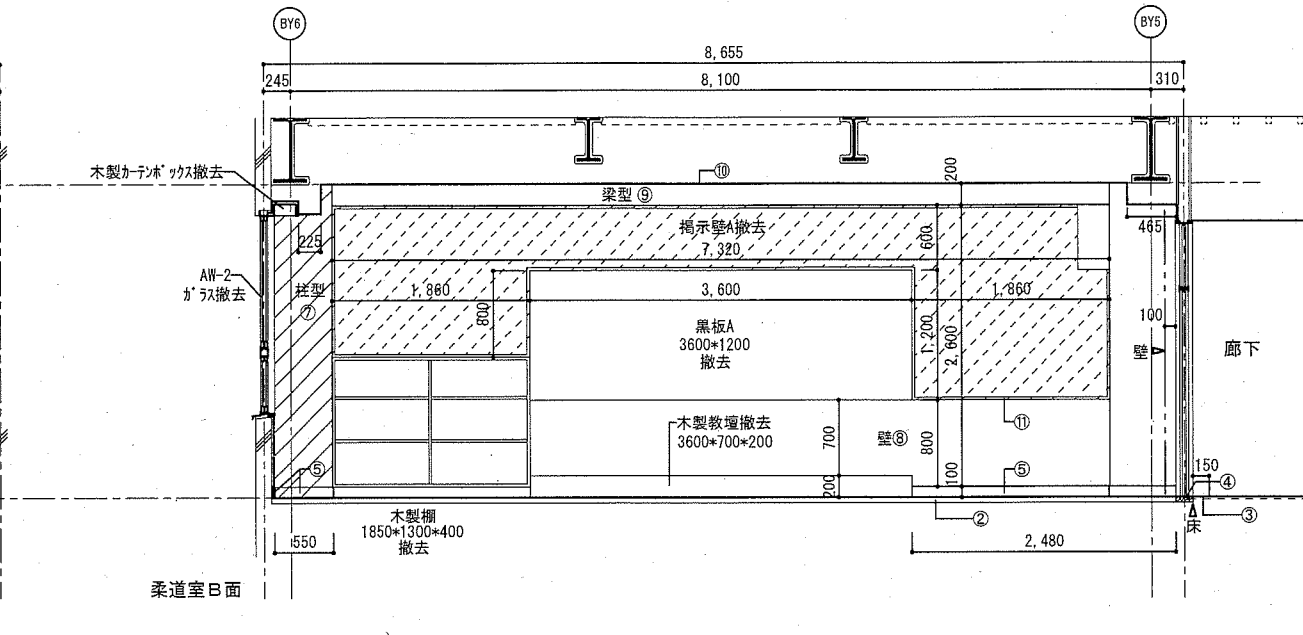 BY6
BY5
8,655
245
8,100
310
木製カーテンボックス撤去
⑩
200
梁型⑨
掲示壁A撤去
7,320
600
465
225
AW-2
ガラス撤去
柱型
⑦
1,860
3,600
1,860
800
黒板A
3600*1200
撤去
1,200
2,600
100
壁
廊下
木製教壇撤去
3600*700*200
700
壁⑧
800
⑪
⑤
200
100
⑤
150
④
③
②
床
木製棚
1850*1300*400
撤去
550
2,480
柔道室B面